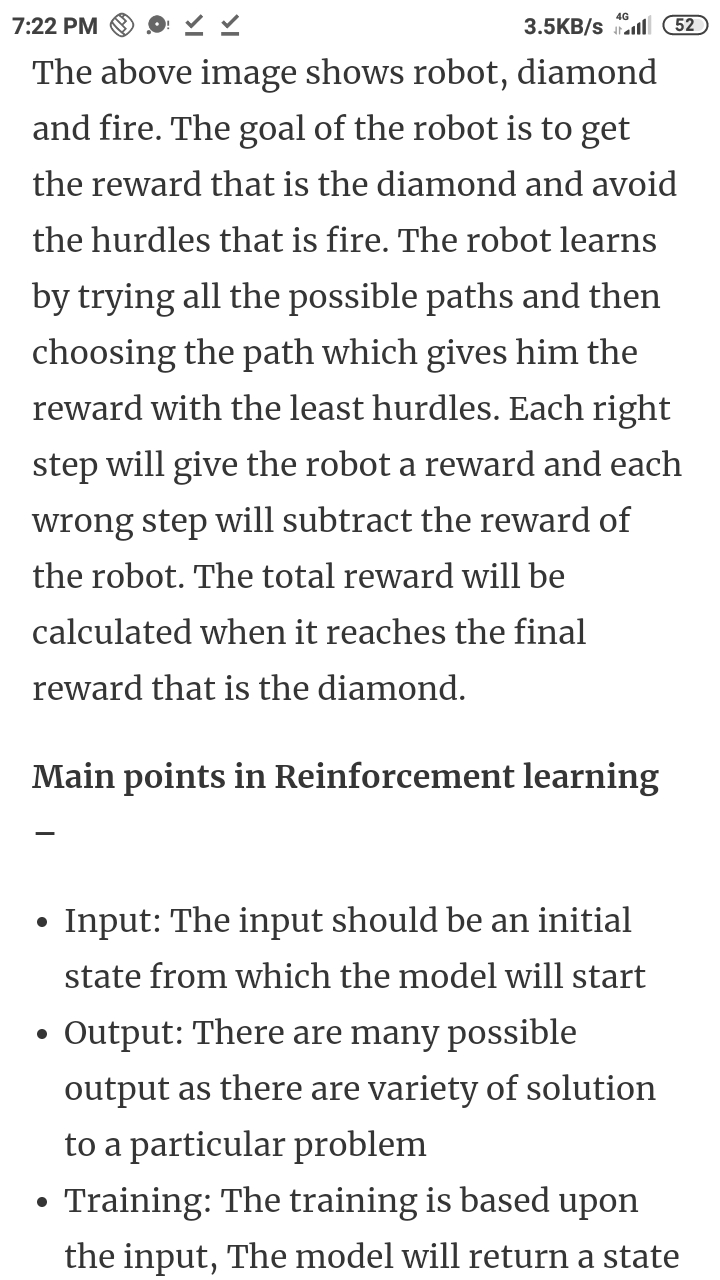 7:22 PM 3.5KB/s 4G 52
The above image shows robot, diamond
and fire. The goal of the robot is to get
the reward that is the diamond and avoid
the hurdles that is fire. The robot learns
by trying all the possible paths and then
choosing the path which gives him the
reward with the least hurdles. Each right
step will give the robot a reward and each
wrong step will subtract the reward of
the robot. The total reward will be
calculated when it reaches the final
reward that is the diamond.
Main points in Reinforcement learning
–
• Input: The input should be an initial
state from which the model will start
• Output: There are many possible
output as there are variety of solution
to a particular problem
• Training: The training is based upon
the input, The model will return a state